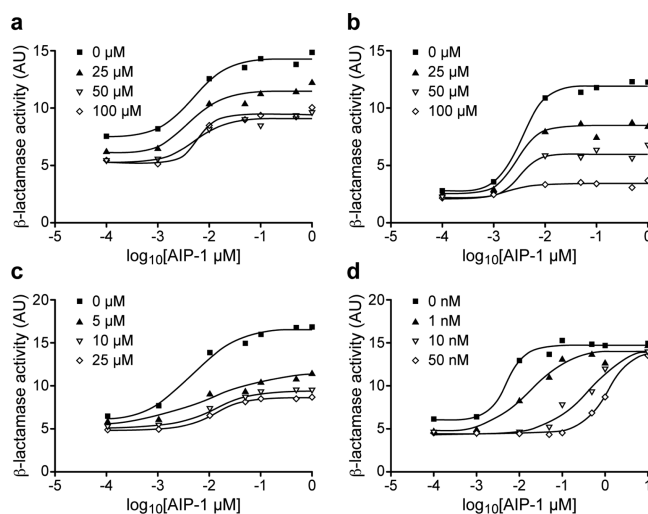 a
β-lactamase activity (AU)
15
10
5
0
0 µM
25 µM
50 µM
100 µM
-5 -4 -3 -2 -1 0
log10[AIP-1 µM]
b
β-lactamase activity (AU)
15
10
5
0
0 µM
25 µM
50 µM
100 µM
-5 -4 -3 -2 -1 0
log10[AIP-1 µM]
c
β-lactamase activity (AU)
20
15
10
5
0
0 µM
5 µM
10 µM
25 µM
-5 -4 -3 -2 -1 0
log10[AIP-1 µM]
d
β-lactamase activity (AU)
20
15
10
5
0
0 nM
1 nM
10 nM
50 nM
-5 -4 -3 -2 -1 0 1
log10[AIP-1 µM]